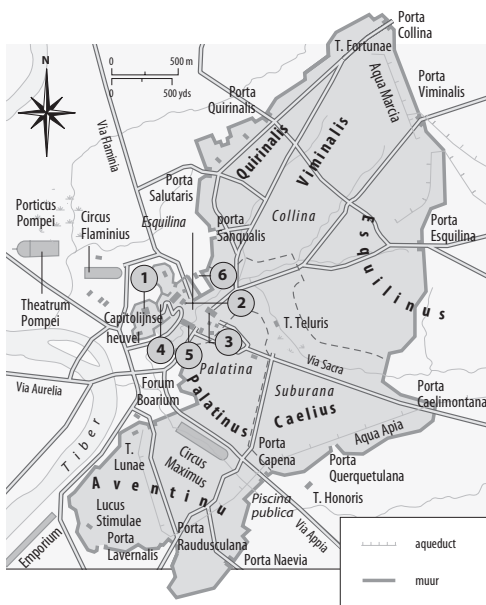 Porta
Collina
T. Fortunae
N
0
500 m
0
500 yds
Aqua Marcia
Porta
Viminalis
Porta
Quirinalis
Via Flaminia
Quirinalis
Viminalis
Porta
Salutaris
Porticus
Pompei
Circus
Flaminius
Esquilina
porta
Sanqualis
Collina
Esquilinus
Porta
Esquilina
1
6
2
Theatrum
Pompei
Capitolijnse
heuvel
T. Teluris
4
5
3
Palatina
Via Sacra
Via Aurelia
Forum
Boarium
Palatinus
Suburana
Caelius
Porta
Caelimontana
Tiber
T.
Lunae
Circus
Maximus
Porta
Capena
Aqua Apia
Porta
Querquetulana
Aventinu
T. Honoris
Piscina
publica
Lucus
Stimulae
Emporium
Porta
Lavernalis
Porta
Raudusculana
Via Appia
Porta Naevia
aqueduct
muur